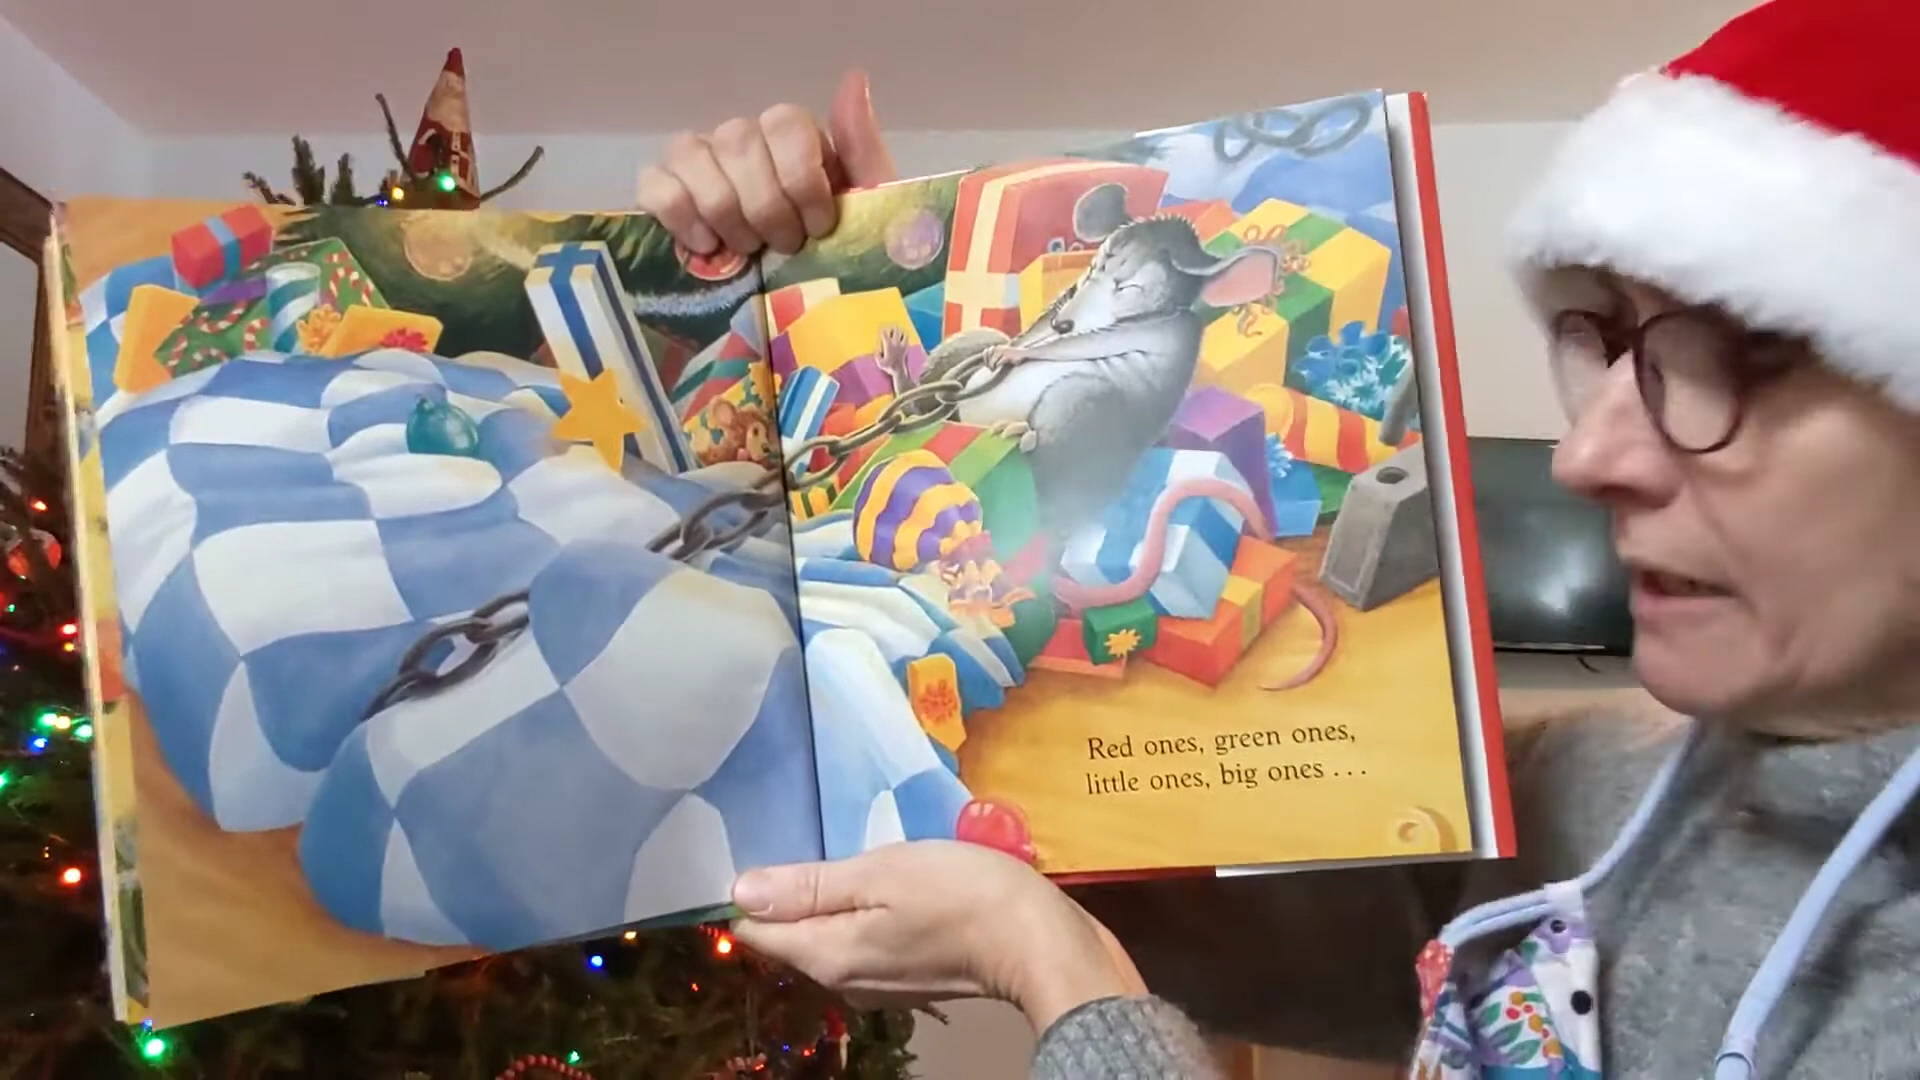 Red ones, green ones,
little ones, big ones . . .